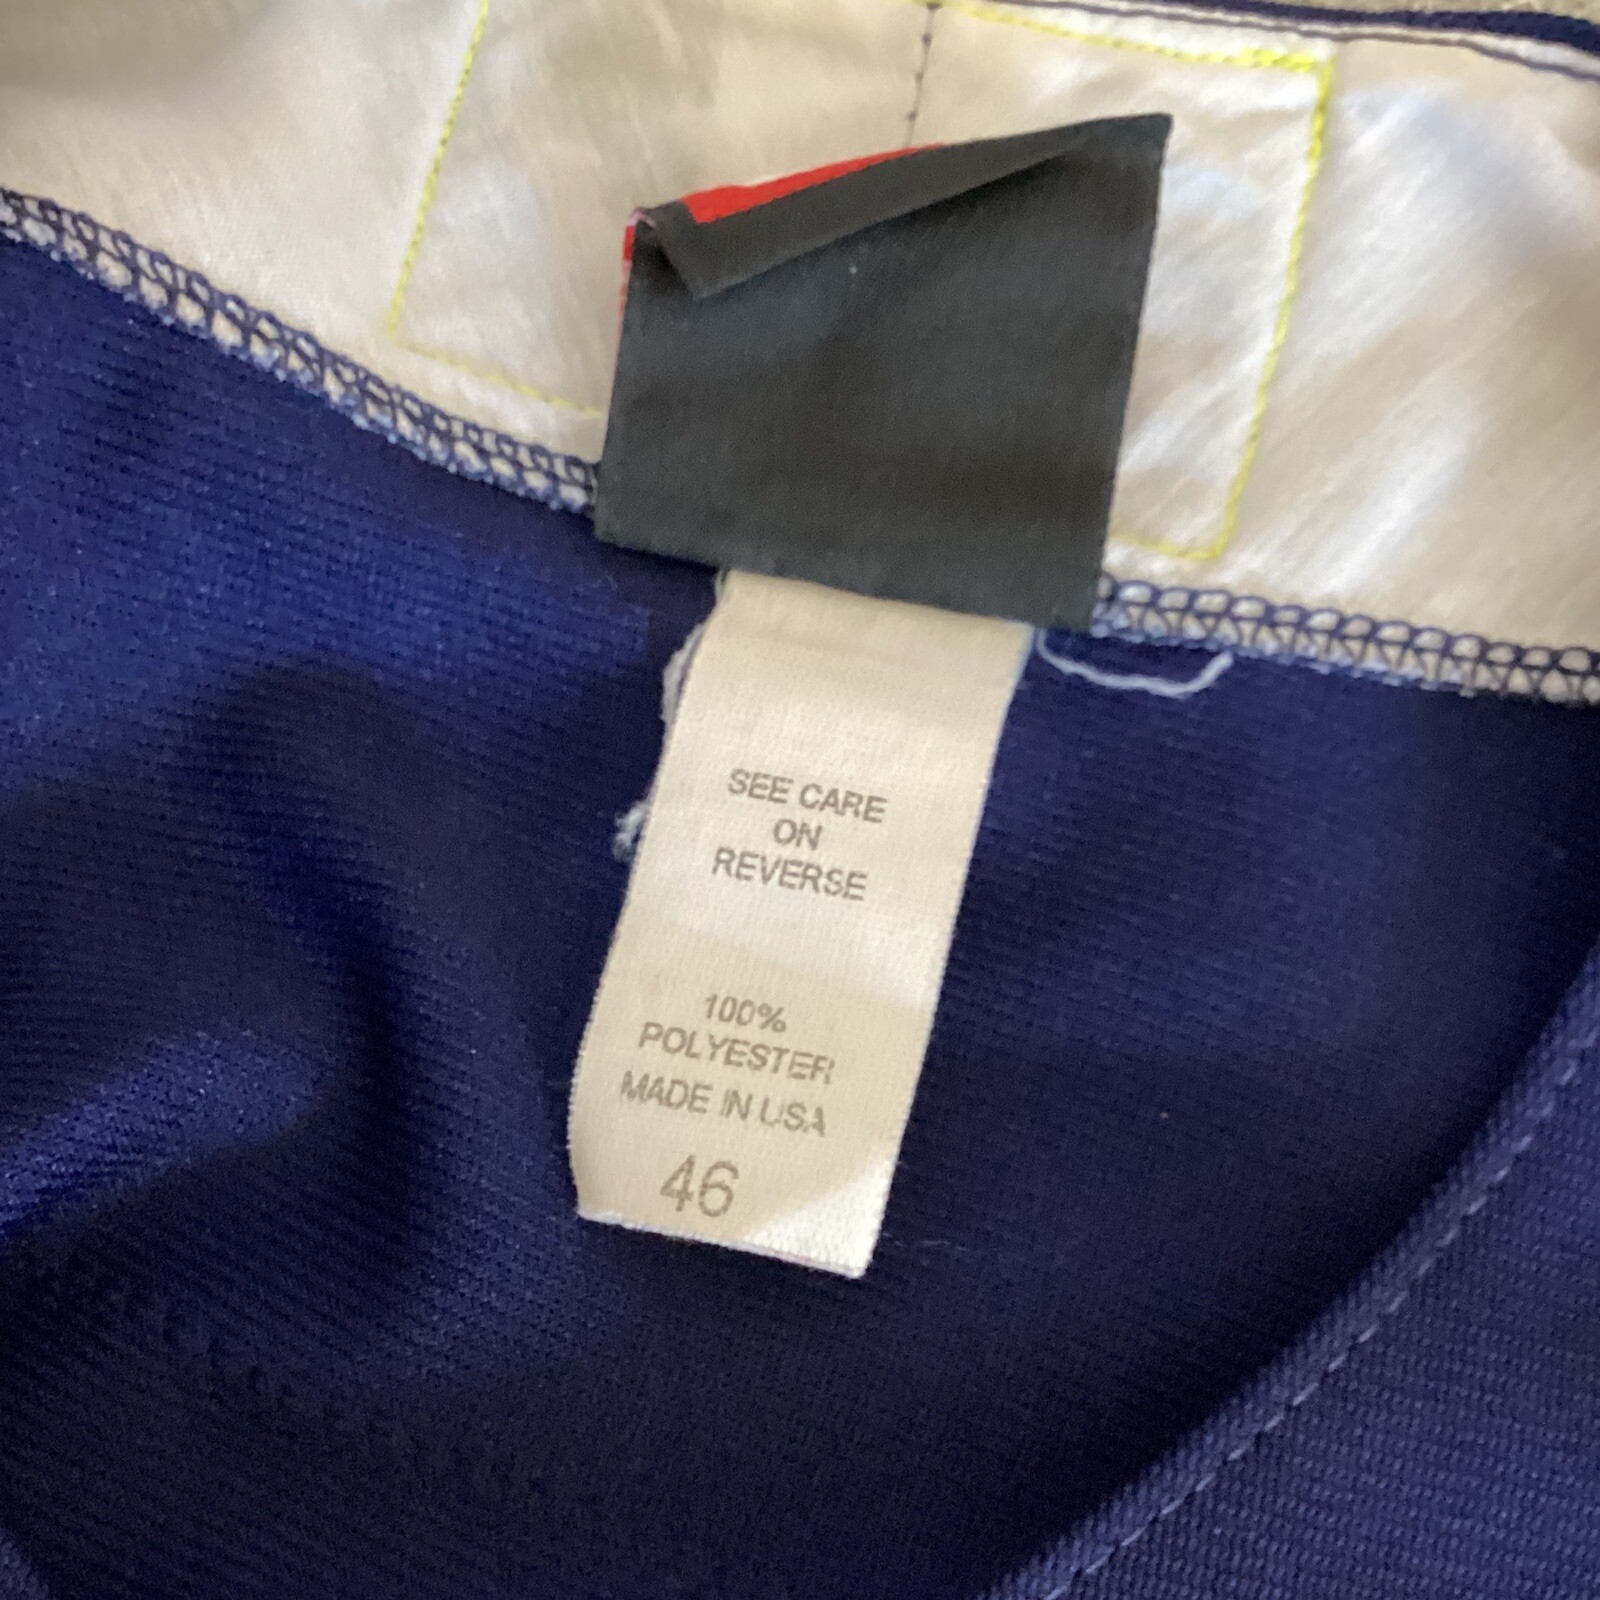 SEE CARE
ON
REVERSE
100%
POLYESTER
MADE IN USA
46